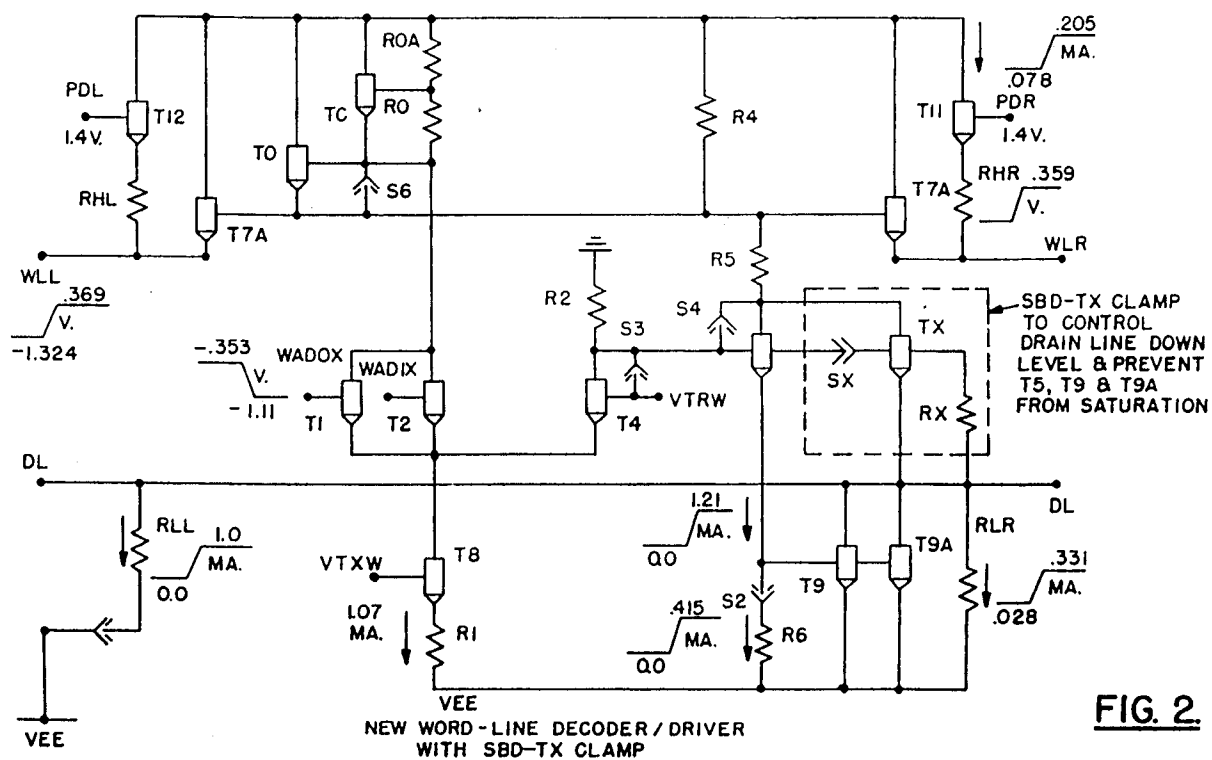 ROA
.205
MA.
.078
PDL
T12
1.4V.
TC
RO
R4
T11
PDR
1.4V.
TO
S6
RHL
T7A
T7A
RHR
.359
V.
WLL
WLR
R5
.369
V.
-1.324
R2
S3
S4
TX
SX
RX
SBD-TX CLAMP
TO CONTROL
DRAIN LINE DOWN
LEVEL & PREVENT
T5, T9 & T9A
FROM SATURATION
-.353
V.
-1.11
WADOX
WADIX
T1
T2
T4
VTRW
DL
DL
RLL
1.0
MA.
0.0
1.21
MA.
0.0
RLR
.331
MA.
.028
VTXW
T8
T9
T9A
1.07
MA.
R1
S2
.415
MA.
0.0
R6
VEE
VEE
NEW WORD-LINE DECODER/DRIVER
WITH SBD-TX CLAMP
FIG. 2.